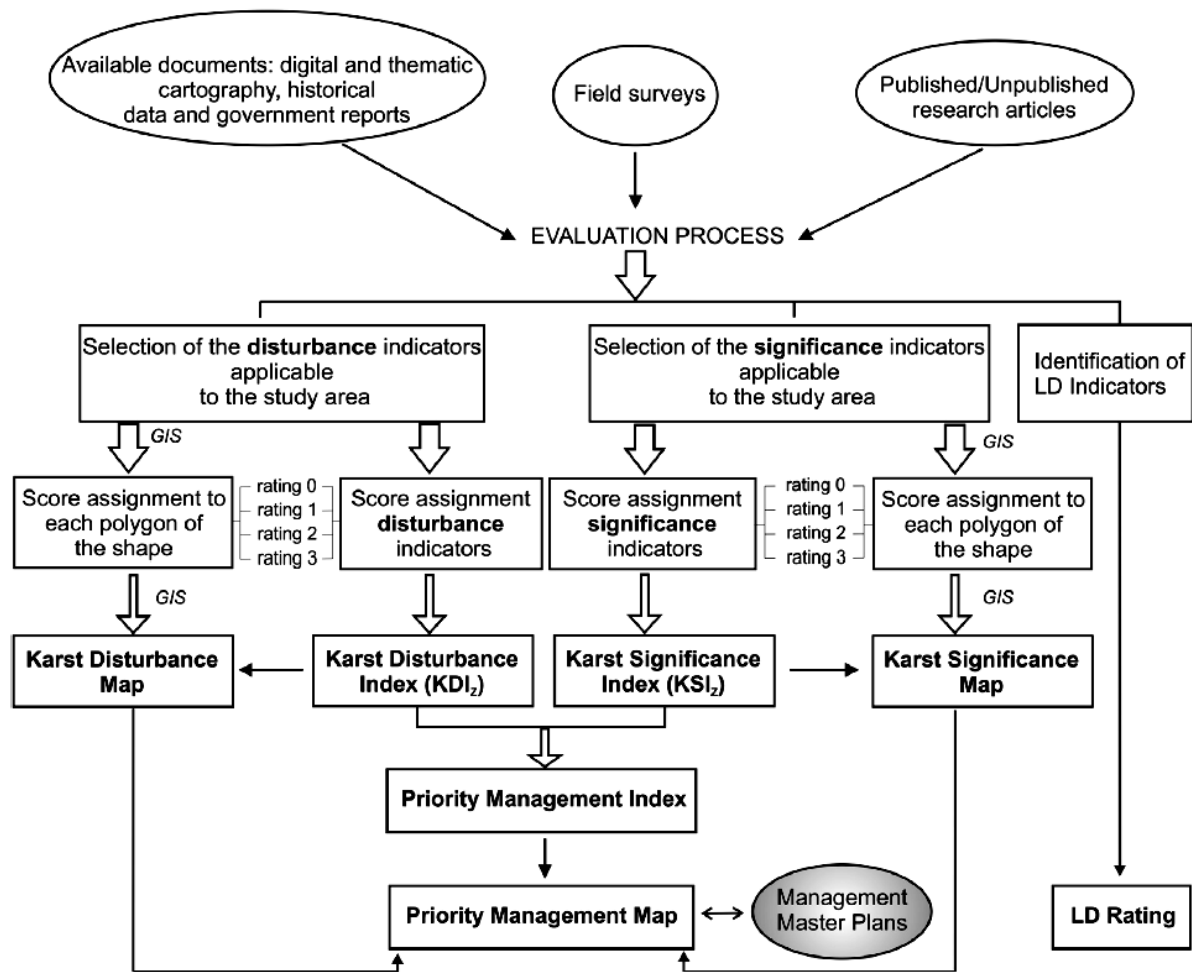 Available documents: digital and thematic
cartography, historical
data and government reports
Field surveys
Published/Unpublished
research articles
EVALUATION PROCESS
Selection of the disturbance indicators
applicable
to the study area
Selection of the significance indicators
applicable
to the study area
Identification of
LD Indicators
GIS
GIS
Score assignment to
each polygon of
the shape
rating 0
rating 1
rating 2
rating 3
Score assignment
disturbance
indicators
Score assignment
significance
indicators
rating 0
rating 1
rating 2
rating 3
Score assignment to
each polygon of
the shape
GIS
GIS
Karst Disturbance
Map
Karst Disturbance
Index (KDIz)
Karst Significance
Index (KSIz)
Karst Significance
Map
Priority Management Index
Priority Management Map
Management
Master Plans
LD Rating